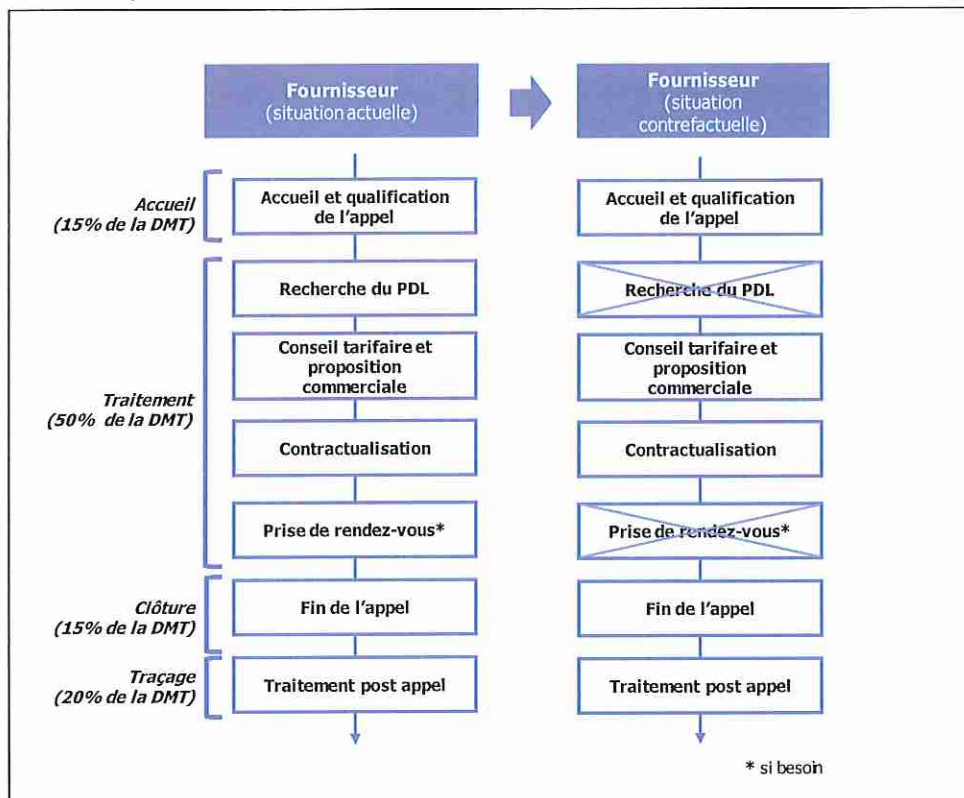 Fournisseur
(situation actuelle)
Fournisseur
(situation
contrefactuelle)
Accueil
(15% de la DMT)
Accueil et qualification
de l'appel
Accueil et qualification
de l'appel
Traitement
(50% de la DMT)
Recherche du PDL
Recherche du PDL
Conseil tarifaire et
proposition
commerciale
Conseil tarifaire et
proposition
commerciale
Contractualisation
Contractualisation
Prise de rendez-vous*
Prise de rendez-vous*
Clôture
(15% de la DMT)
Fin de l'appel
Fin de l'appel
Traçage
(20% de la DMT)
Traitement post appel
Traitement post appel
* si besoin